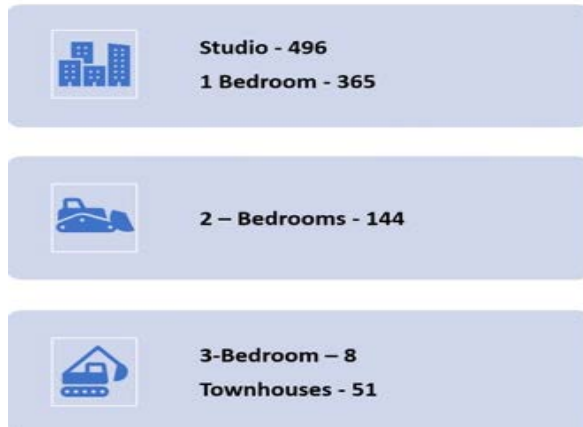 Studio - 496
1 Bedroom - 365
2 – Bedrooms - 144
3-Bedroom – 8
Townhouses - 51